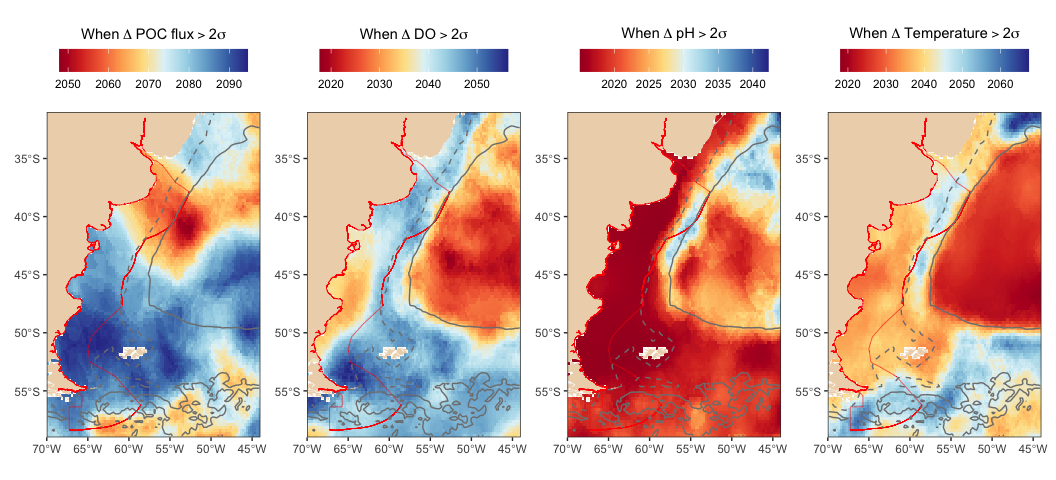 When Δ POC flux > 2σ
When Δ DO > 2σ
When Δ pH > 2σ
When Δ Temperature > 2σ
2050 2060 2070 2080 2090
2020 2030 2040 2050
2020 2025 2030 2035 2040
2020 2030 2040 2050 2060
35°S 35°S 35°S 35°S
40°S 40°S 40°S 40°S
45°S 45°S 45°S 45°S
50°S 50°S 50°S 50°S
55°S 55°S 55°S 55°S
70°W 65°W 60°W 55°W 50°W 45°W
70°W 65°W 60°W 55°W 50°W 45°W
70°W 65°W 60°W 55°W 50°W 45°W
70°W 65°W 60°W 55°W 50°W 45°W